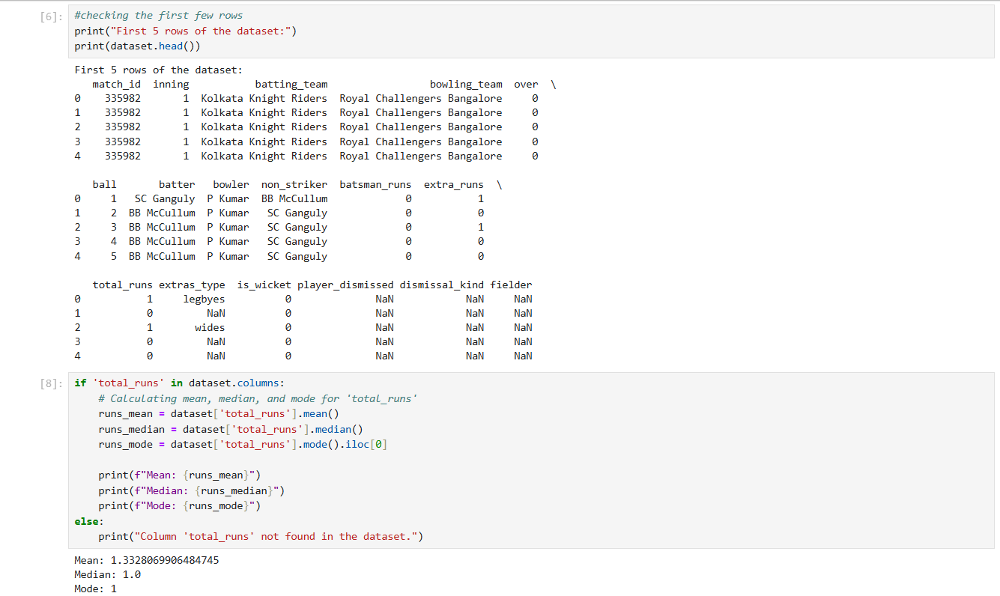 [6]: #checking the first few rows
print("First 5 rows of the dataset:")
print(dataset.head())
First 5 rows of the dataset:
   match_id  inning           batting_team                 bowling_team  over  \
0    335982       1  Kolkata Knight Riders  Royal Challengers Bangalore     0
1    335982       1  Kolkata Knight Riders  Royal Challengers Bangalore     0
2    335982       1  Kolkata Knight Riders  Royal Challengers Bangalore     0
3    335982       1  Kolkata Knight Riders  Royal Challengers Bangalore     0
4    335982       1  Kolkata Knight Riders  Royal Challengers Bangalore     0
   ball       batter   bowler  non_striker  batsman_runs  extra_runs  \
0     1   SC Ganguly  P Kumar  BB McCullum             0           1
1     2  BB McCullum  P Kumar   SC Ganguly             0           0
2     3  BB McCullum  P Kumar   SC Ganguly             0           1
3     4  BB McCullum  P Kumar   SC Ganguly             0           0
4     5  BB McCullum  P Kumar   SC Ganguly             0           0
   total_runs extras_type  is_wicket player_dismissed dismissal_kind fielder
0           1     legbyes          0              NaN            NaN     NaN
1           0         NaN          0              NaN            NaN     NaN
2           1       wides          0              NaN            NaN     NaN
3           0         NaN          0              NaN            NaN     NaN
4           0         NaN          0              NaN            NaN     NaN
[8]: if 'total_runs' in dataset.columns:
    # Calculating mean, median, and mode for 'total_runs'
    runs_mean = dataset['total_runs'].mean()
    runs_median = dataset['total_runs'].median()
    runs_mode = dataset['total_runs'].mode().iloc[0]
    print(f"Mean: {runs_mean}")
    print(f"Median: {runs_median}")
    print(f"Mode: {runs_mode}")
else:
    print("Column 'total_runs' not found in the dataset.")
Mean: 1.3328069906484745
Median: 1.0
Mode: 1